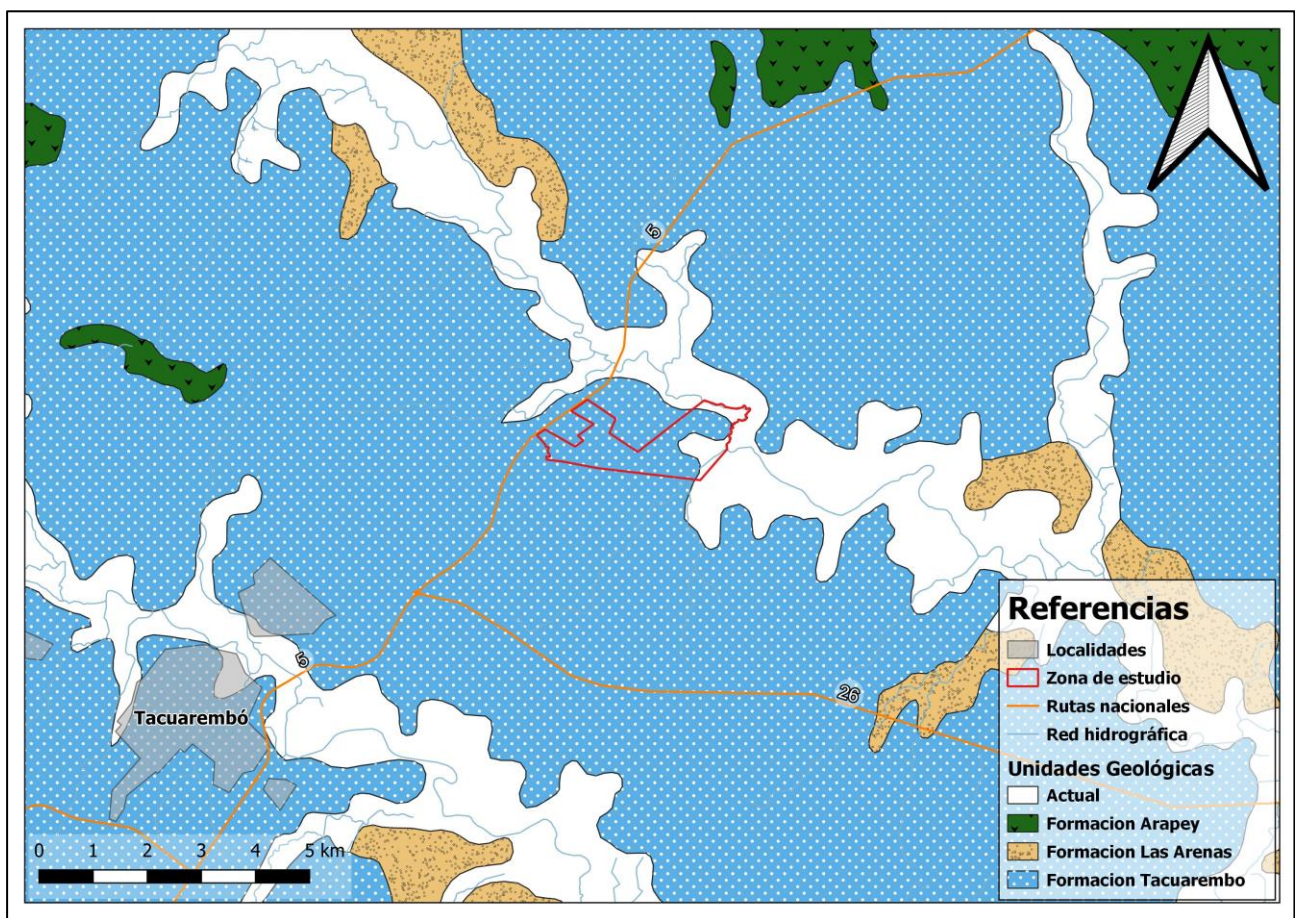 5
5
26
Tacuarembó
0 1 2 3 4 5 km
Referencias
Localidades
Zona de estudio
Rutas nacionales
Red hidrográfica
Unidades Geológicas
Actual
Formacion Arapey
Formacion Las Arenas
Formacion Tacuarembo